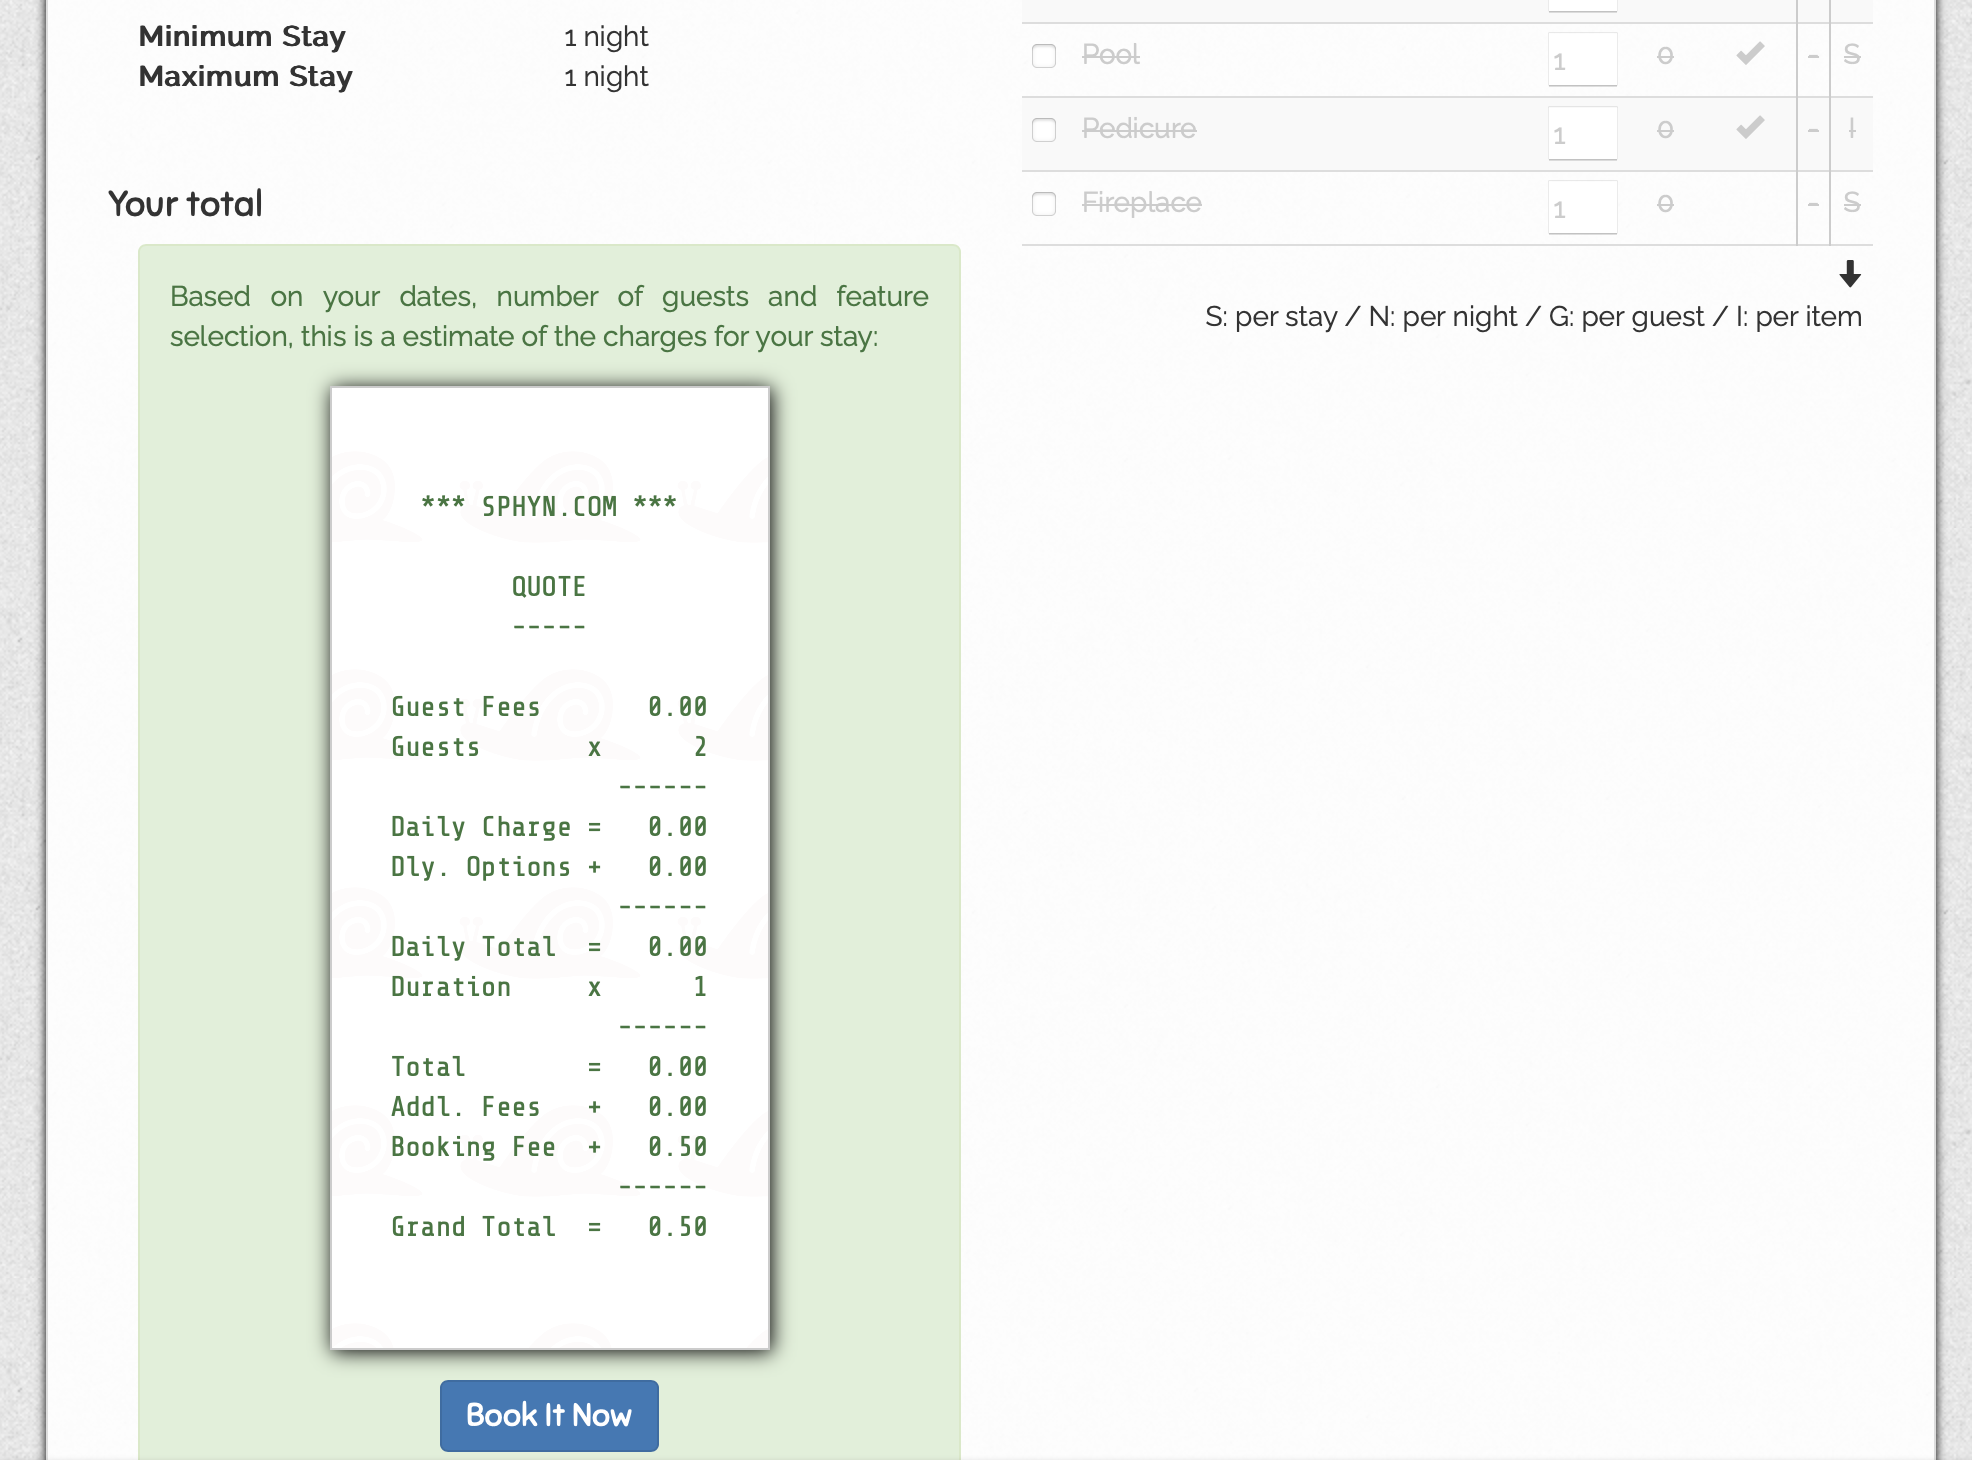 Minimum Stay 1 night
Maximum Stay 1 night
Your total
Based on your dates, number of guests and feature
selection, this is a estimate of the charges for your stay:
*** SPHYN.COM ***
QUOTE
-----
Guest Fees 0.00
Guests x 2
------
Daily Charge = 0.00
Dly. Options + 0.00
------
Daily Total = 0.00
Duration x 1
------
Total = 0.00
Addl. Fees + 0.00
Booking Fee + 0.50
------
Grand Total = 0.50
Book It Now
Pool 1 0 - S
Pedicure 1 0 - I
Fireplace 1 0 - S
S: per stay / N: per night / G: per guest / I: per item